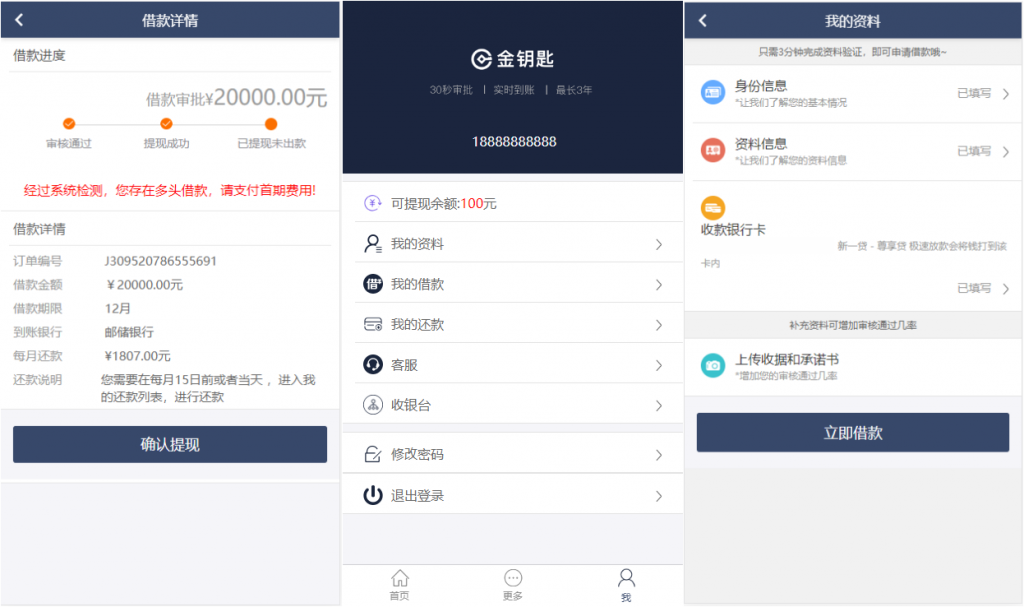 借款详情
借款进度
借款审批¥20000.00元
审核通过
提现成功
已提现未出款
经过系统检测，您存在多头借款，请支付首期费用!
借款详情
订单编号 J309520786555691
借款金额 ￥20000.00元
借款期限 12月
到账银行 邮储银行
每月还款 ¥1807.00元
还款说明 您需要在每月15日前或者当天，进入我
的还款列表，进行还款
确认提现
金钥匙
30秒审批 | 实时到账 | 最长3年
18888888888
可提现余额:100元
我的资料
借 我的借款
我的还款
客服
收银台
修改密码
退出登录
首页
更多
我
我的资料
只需3分钟完成资料验证，即可申请借款哦~
身份信息
*让我们了解您的基本情况
已填写
资料信息
*让我们了解您的资料信息
已填写
收款银行卡
新一贷 - 尊享贷 极速放款会将钱打到该
卡内
已填写
补充资料可增加审核通过几率
上传收据和承诺书
*增加您的审核通过几率
立即借款